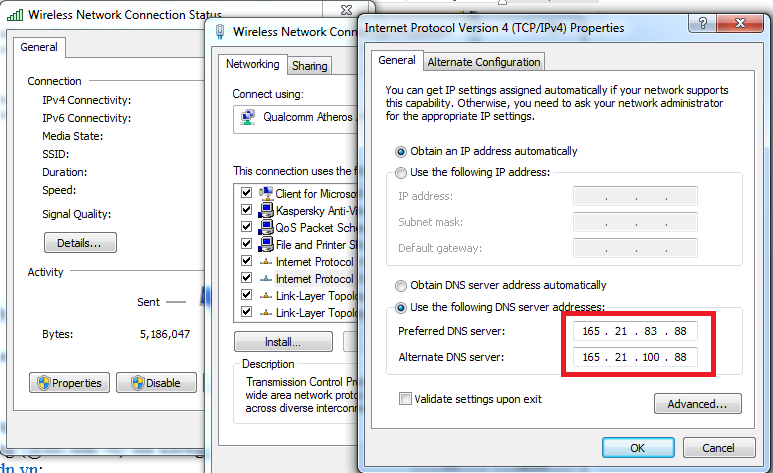 Wireless Network Connection Status
General
Connection
IPv4 Connectivity:
IPv6 Connectivity:
Media State:
SSID:
Duration:
Speed:
Signal Quality:
Details...
Activity
Sent
Bytes: 5,186,047
Properties
Disable
dn.vn:
Wireless Network Conne
Networking
Sharing
Connect using:
Qualcomm Atheros
This connection uses the f
Client for Microso
Kaspersky Anti-Vi
QoS Packet Sche
File and Printer S
Internet Protocol
Internet Protocol
Link-Layer Topolo
Link-Layer Topolo
Install...
Description
Transmission Control Pro
wide area network proto
across diverse interconn
Internet Protocol Version 4 (TCP/IPv4) Properties
?
General
Alternate Configuration
You can get IP settings assigned automatically if your network supports
this capability. Otherwise, you need to ask your network administrator
for the appropriate IP settings.
Obtain an IP address automatically
Use the following IP address:
IP address:
Subnet mask:
Default gateway:
Obtain DNS server address automatically
Use the following DNS server addresses:
Preferred DNS server: 165 . 21 . 83 . 88
Alternate DNS server: 165 . 21 . 100 . 88
Validate settings upon exit
Advanced...
OK
Cancel